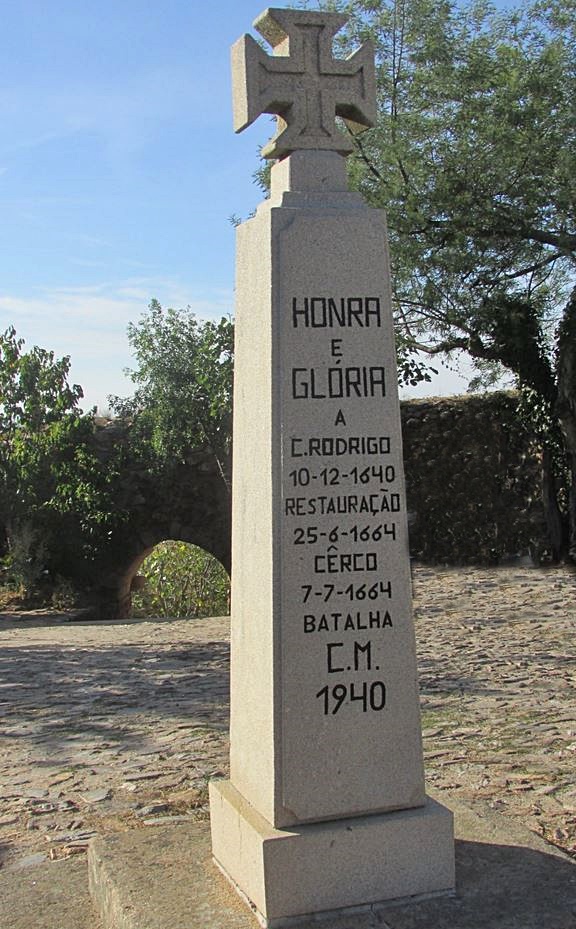 HONRA
E
GLÓRIA
A
C.RODRIGO
10-12-1640
RESTAURAÇÃO
25-6-1664
CÊRCO
7-7-1664
BATALHA
C.M.
1940